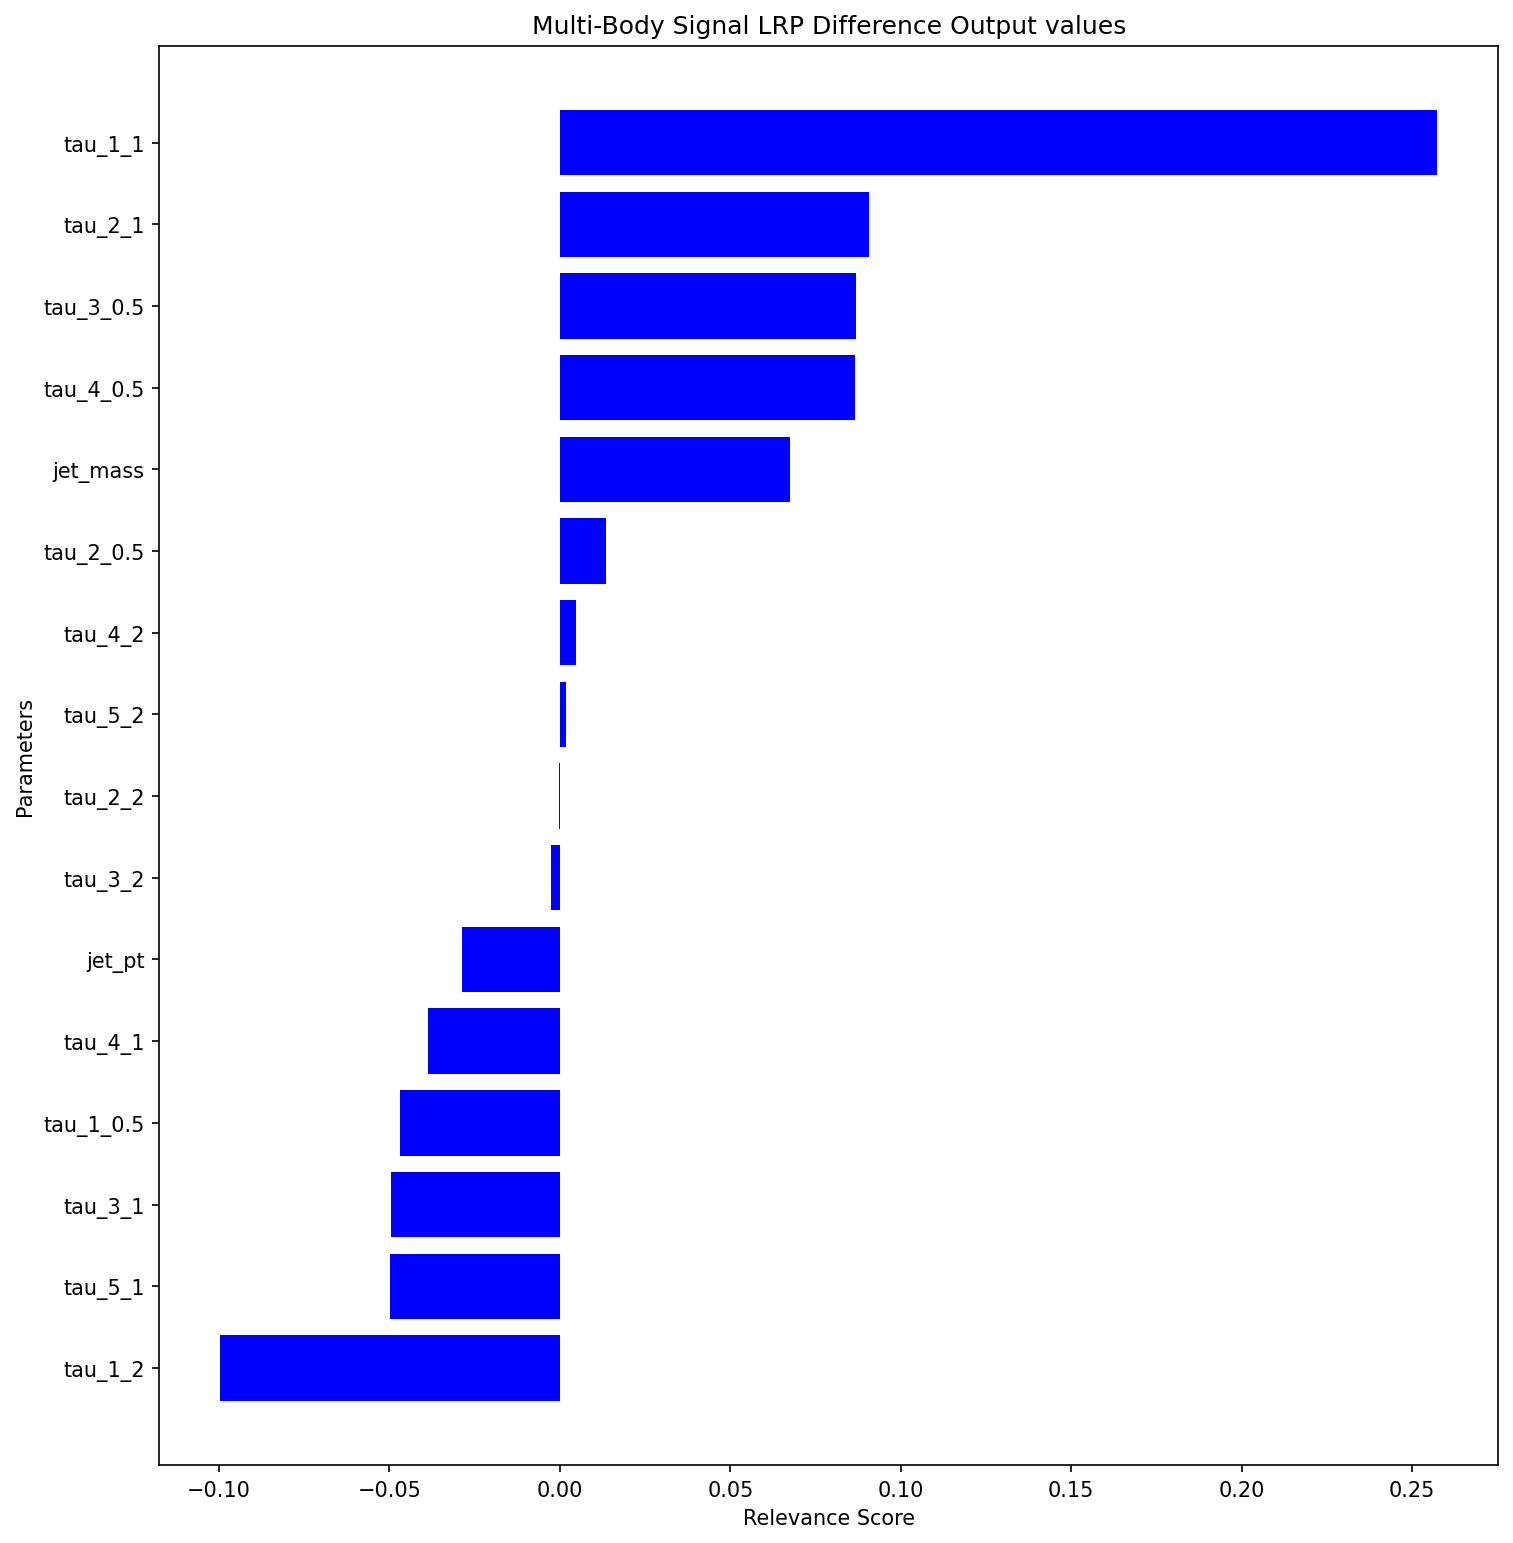 Multi-Body Signal LRP Difference Output values
tau_1_1
tau_2_1
tau_3_0.5
tau_4_0.5
jet_mass
tau_2_0.5
tau_4_2
tau_5_2
tau_2_2
tau_3_2
jet_pt
tau_4_1
tau_1_0.5
tau_3_1
tau_5_1
tau_1_2
Parameters
−0.10 −0.05 0.00 0.05 0.10 0.15 0.20 0.25
Relevance Score